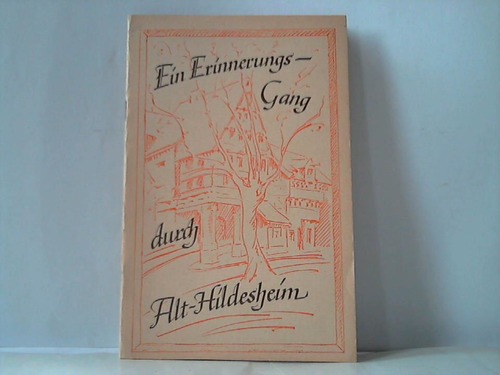 Ein Erinnerungs-
Gang
durch
Alt-Hildesheim